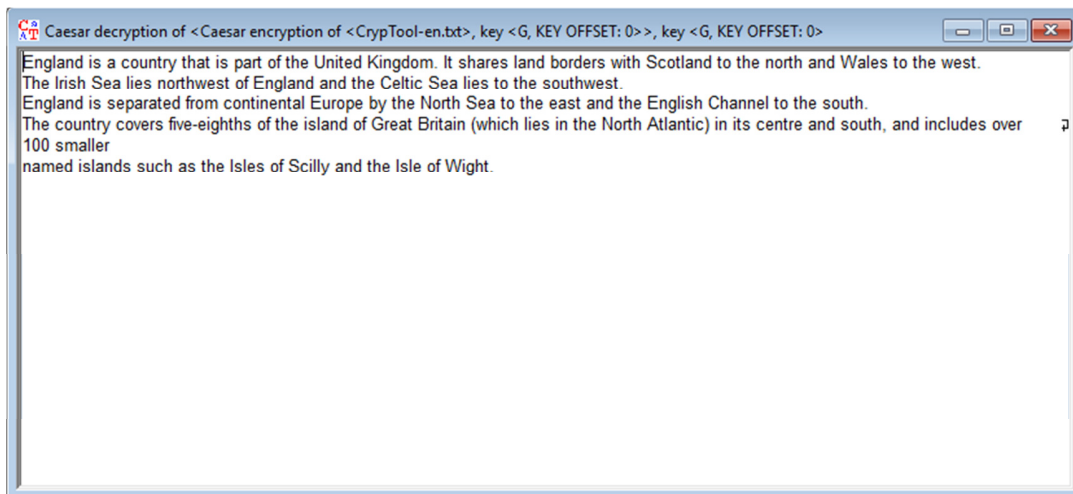 Caesar decryption of <Caesar encryption of <CrypTool-en.txt>, key <G, KEY OFFSET: 0>>, key <G, KEY OFFSET: 0>
England is a country that is part of the United Kingdom. It shares land borders with Scotland to the north and Wales to the west.
The Irish Sea lies northwest of England and the Celtic Sea lies to the southwest.
England is separated from continental Europe by the North Sea to the east and the English Channel to the south.
The country covers five-eighths of the island of Great Britain (which lies in the North Atlantic) in its centre and south, and includes over
100 smaller
named islands such as the Isles of Scilly and the Isle of Wight.